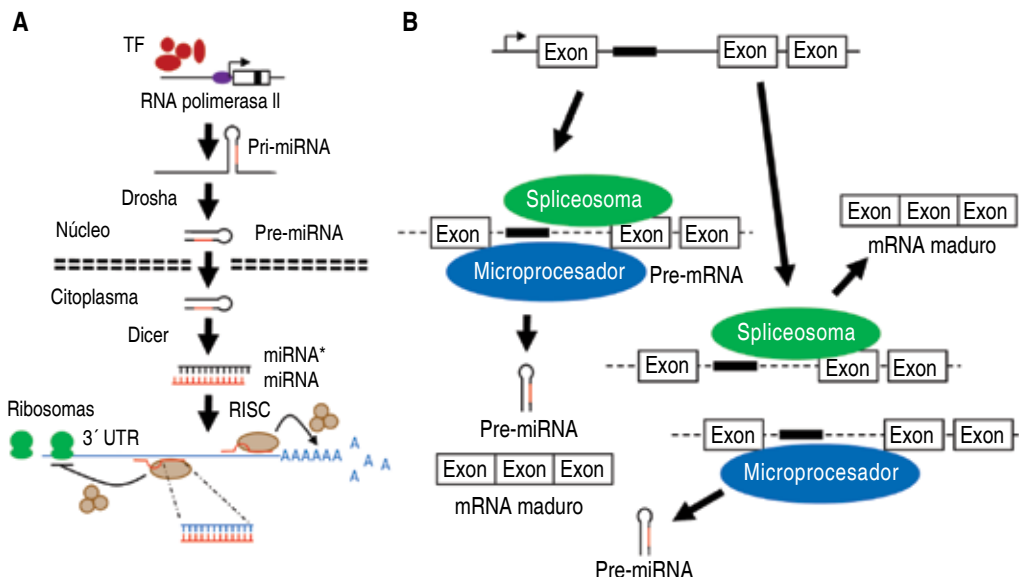 A
TF
RNA polimerasa II
Pri-miRNA
Drosha
Núcleo
Pre-miRNA
Citoplasma
Dicer
miRNA*
miRNA
Ribosomas
RISC
3´ UTR
AAAAAA
A
A
A
A
A
B
Exon Exon Exon
Spliceosoma
Exon Exon Exon
Microprocesador
Pre-mRNA
Pre-miRNA
Exon Exon Exon
mRNA maduro
Exon Exon Exon
mRNA maduro
Spliceosoma
Exon Exon Exon
Exon Exon Exon
Microprocesador
Pre-miRNA